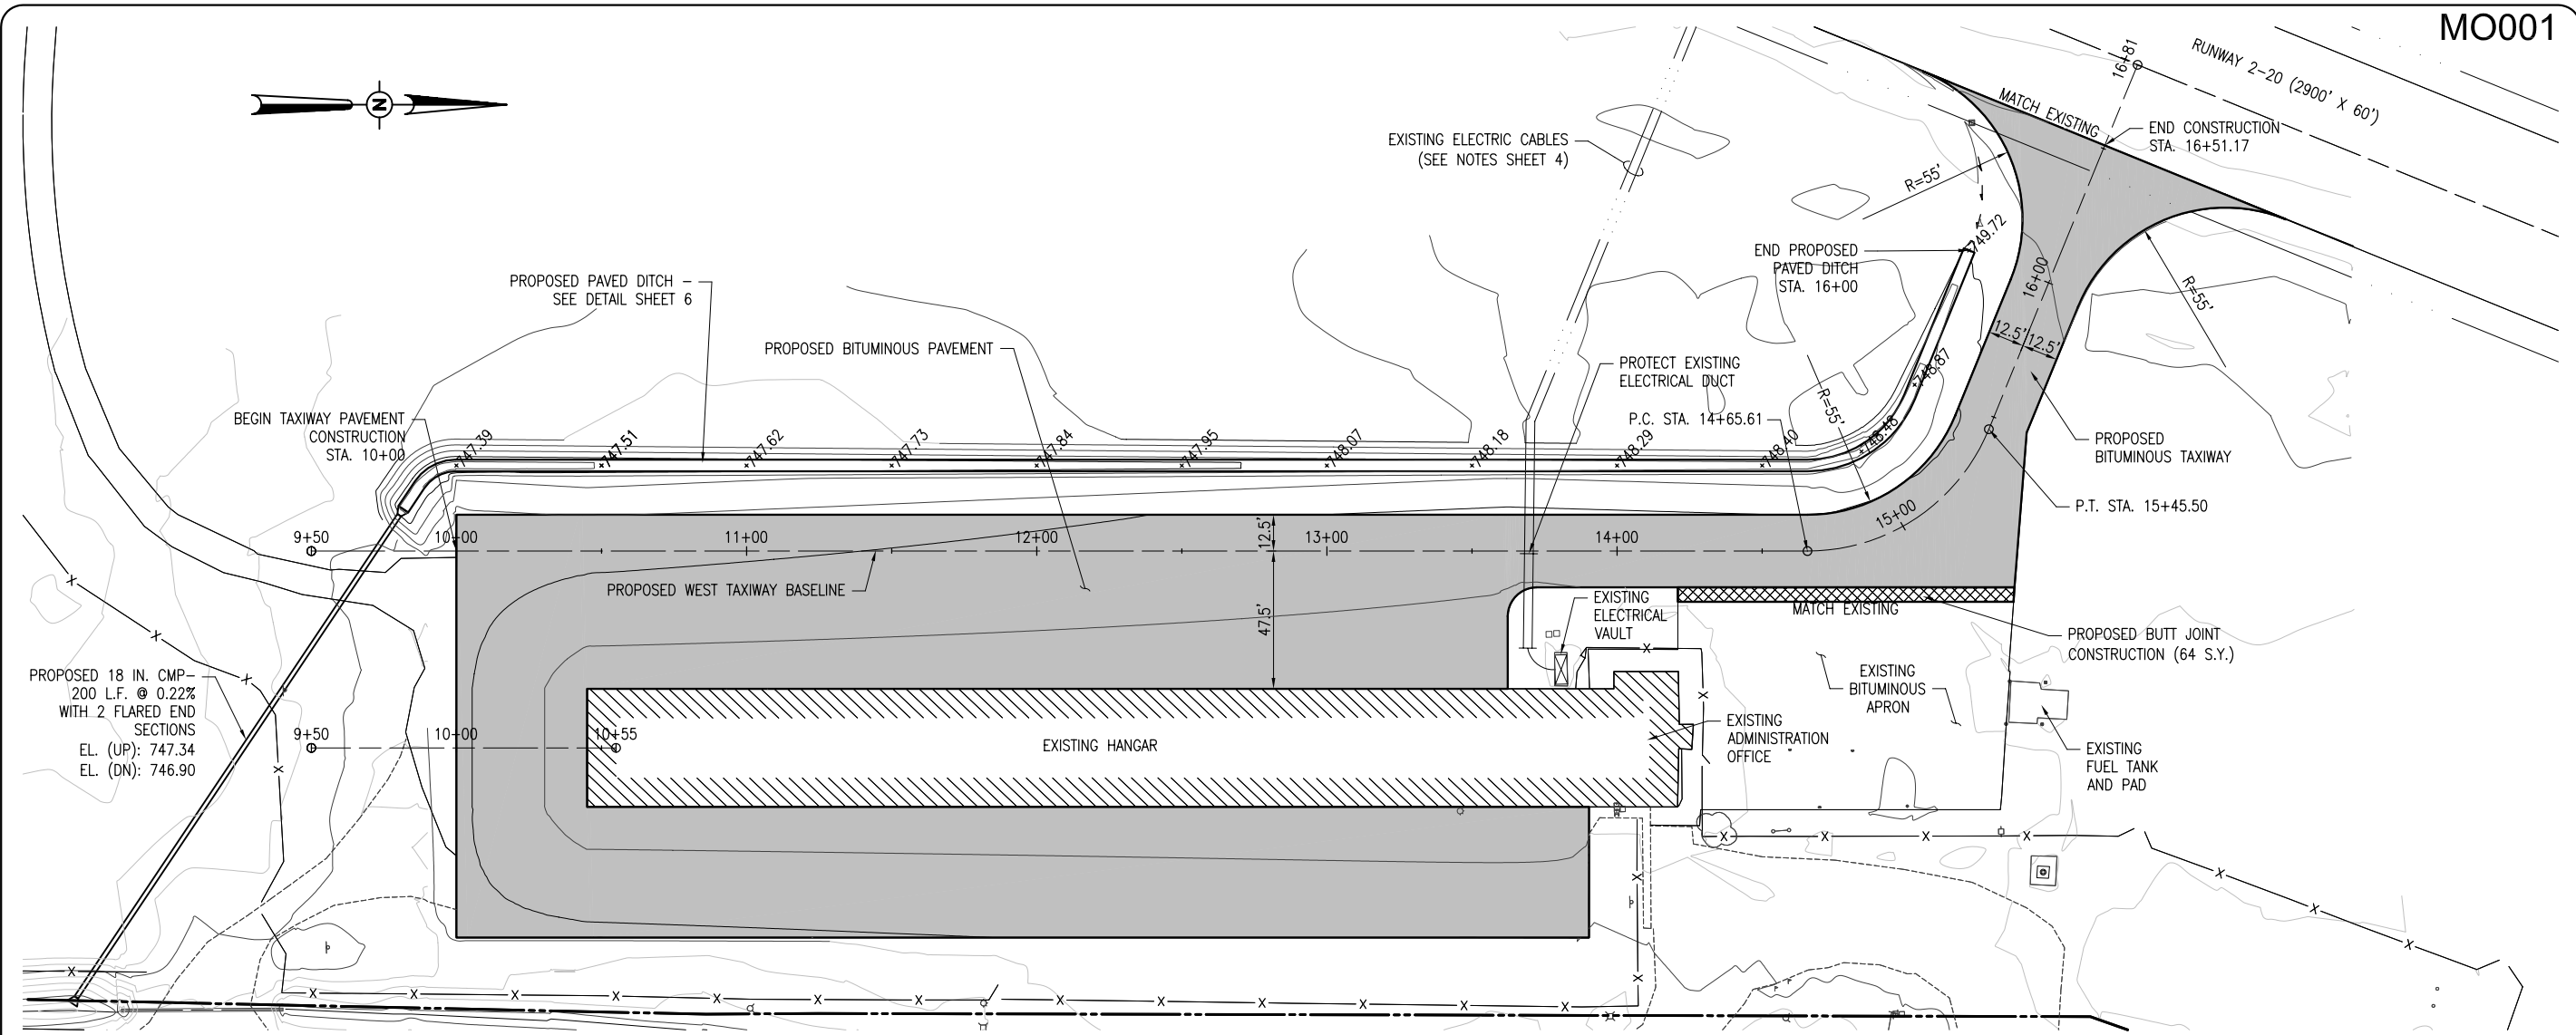 MO001
N
RUNWAY 2-20 (2900' X 60')
16+81
MATCH EXISTING
END CONSTRUCTION
STA. 16+51.17
EXISTING ELECTRIC CABLES
(SEE NOTES SHEET 4)
R=55'
749.72
END PROPOSED
PAVED DITCH
STA. 16+00
16+00
R=55'
PROPOSED PAVED DITCH -
SEE DETAIL SHEET 6
PROPOSED BITUMINOUS PAVEMENT
12.5'
12.5'
PROTECT EXISTING
ELECTRICAL DUCT
748.87
R=55'
P.C. STA. 14+65.61
BEGIN TAXIWAY PAVEMENT
CONSTRUCTION
STA. 10+00
747.39
747.51
747.62
747.73
747.84
747.95
748.07
748.18
748.29
748.40
748.48
PROPOSED
BITUMINOUS TAXIWAY
P.T. STA. 15+45.50
15+00
9+50
10+00
11+00
12+00
12.5'
13+00
14+00
PROPOSED WEST TAXIWAY BASELINE
47.5'
EXISTING
ELECTRICAL
VAULT
MATCH EXISTING
PROPOSED BUTT JOINT
CONSTRUCTION (64 S.Y.)
PROPOSED 18 IN. CMP-
200 L.F. @ 0.22%
WITH 2 FLARED END
SECTIONS
EL. (UP): 747.34
EL. (DN): 746.90
EXISTING
BITUMINOUS
APRON
9+50
10+00
10+55
EXISTING HANGAR
EXISTING
ADMINISTRATION
OFFICE
EXISTING
FUEL TANK
AND PAD